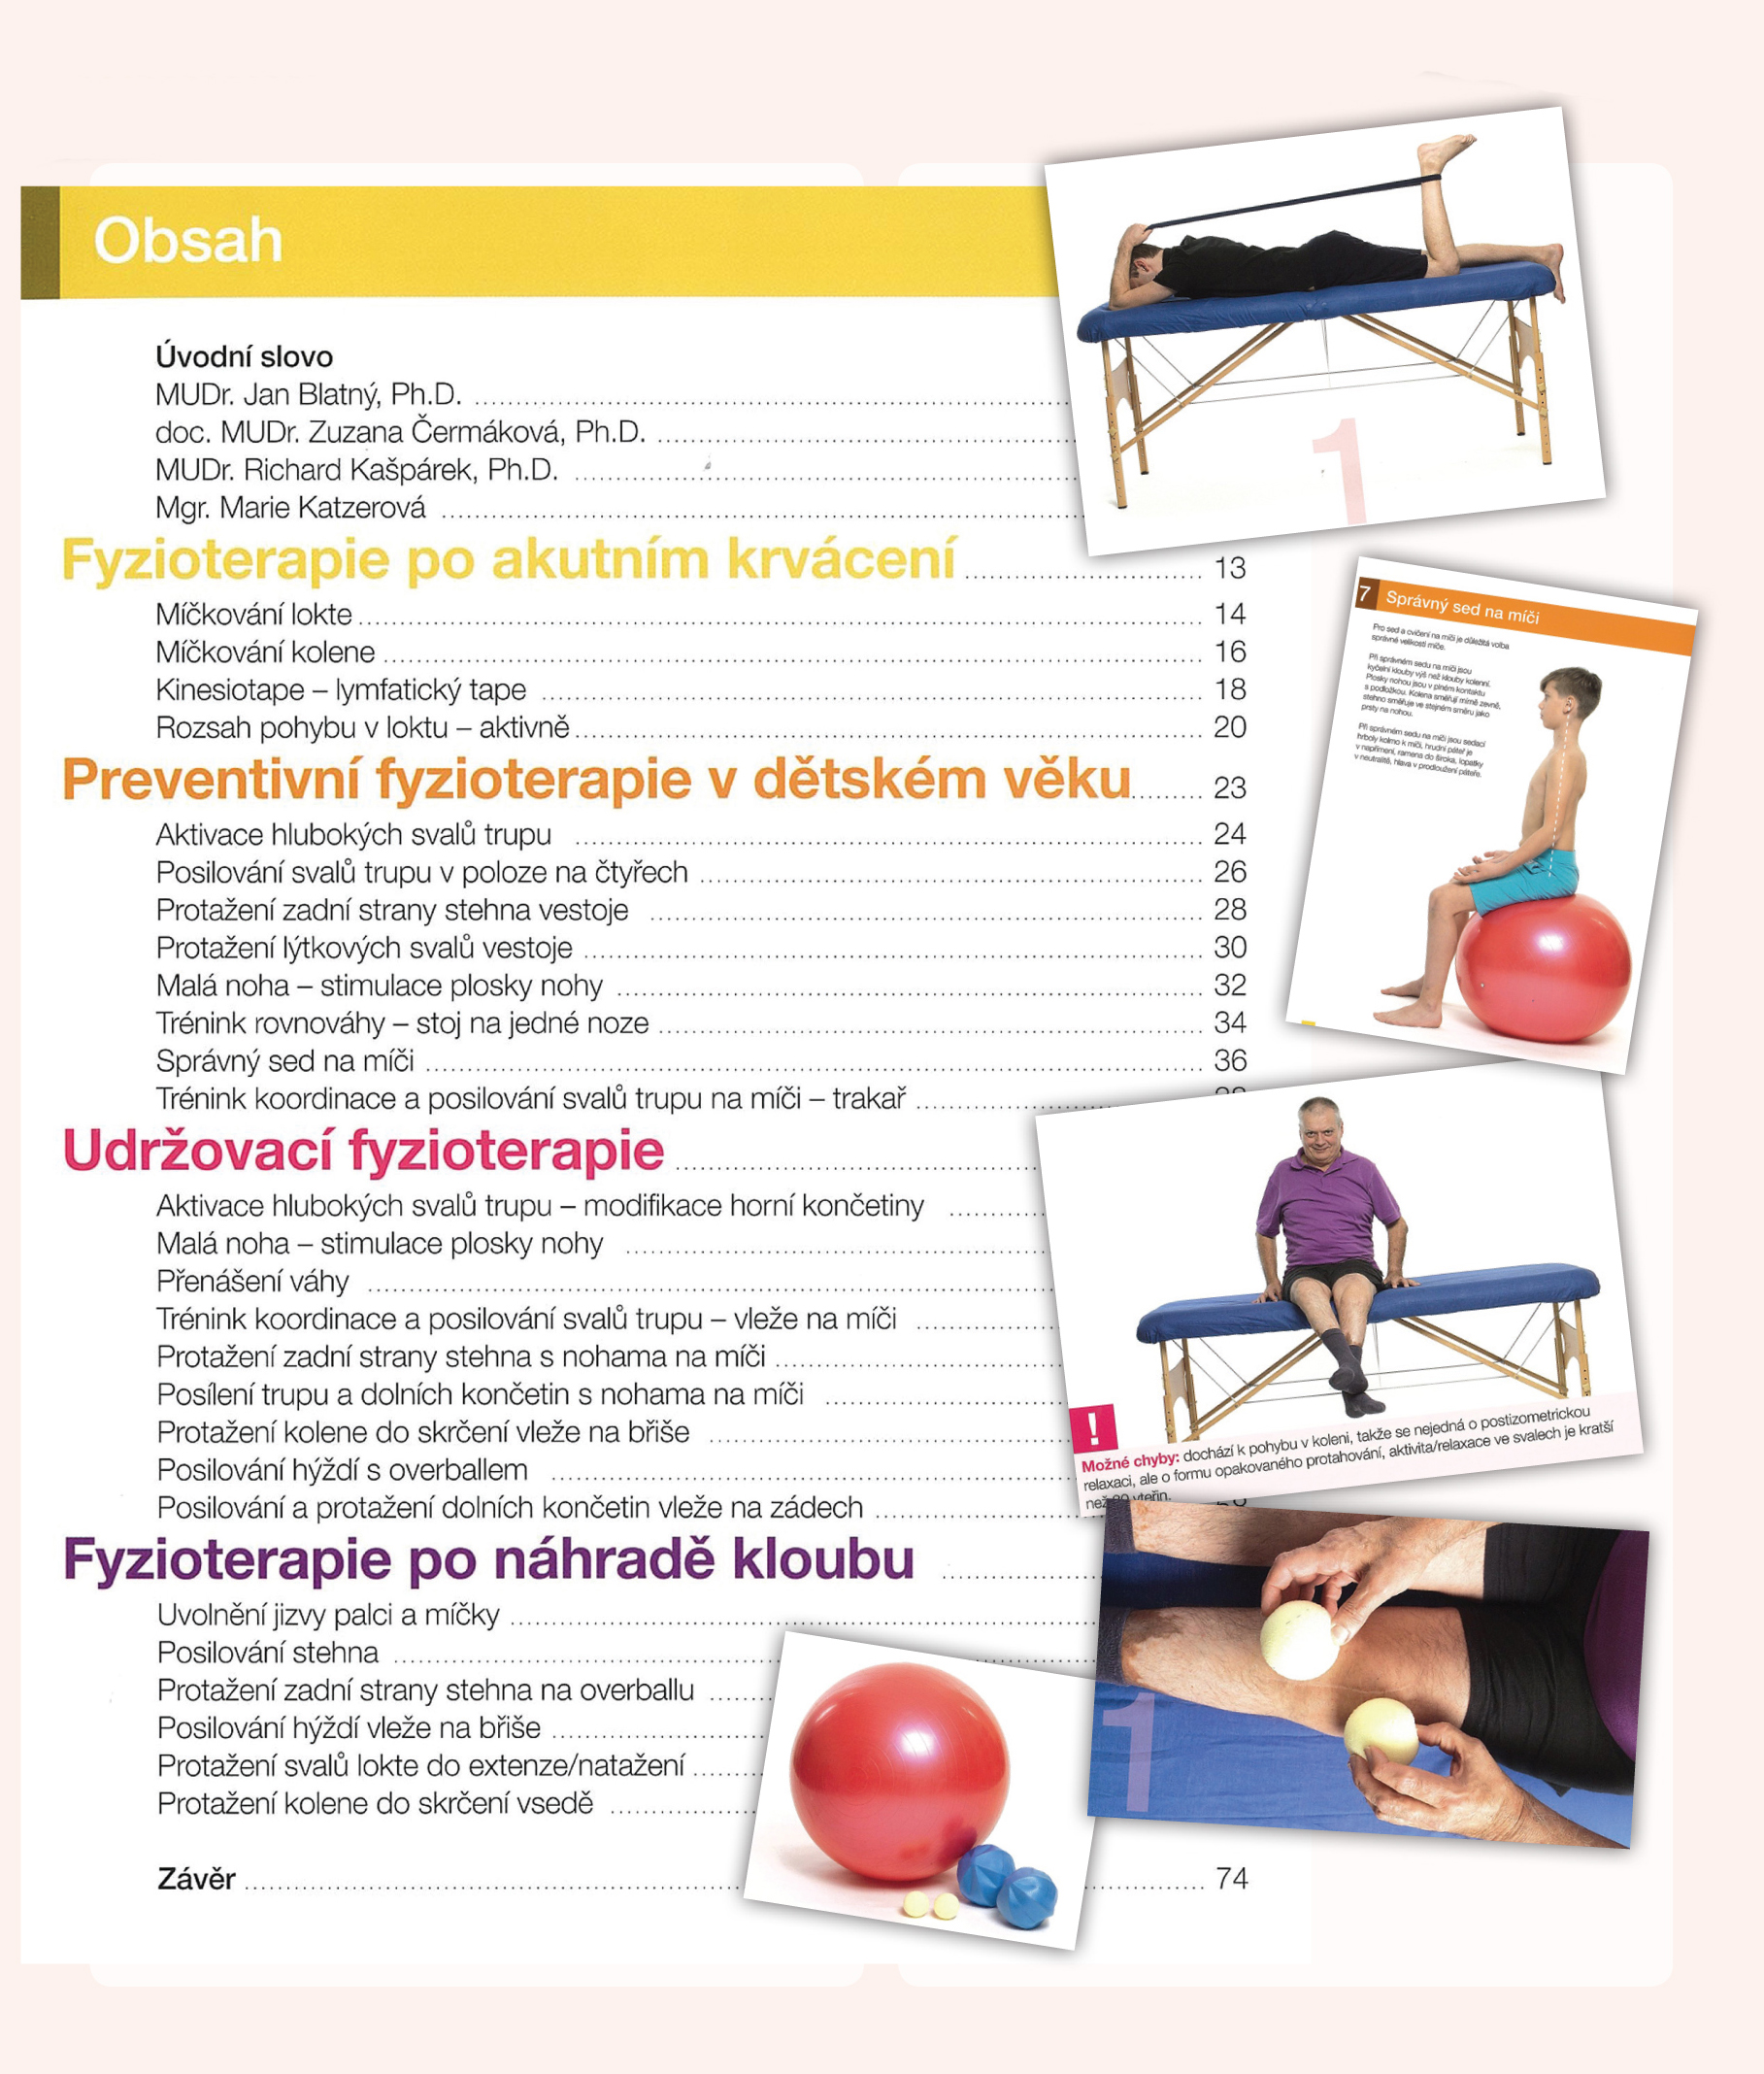 Obsah
Úvodní slovo
MUDr. Jan Blatný, Ph.D.
doc. MUDr. Zuzana Čermáková, Ph.D.
MUDr. Richard Kašpárek, Ph.D.
Mgr. Marie Katzerová
Fyzioterapie po akutním krvácení 13
Míčkování lokte 14
Míčkování kolene 16
Kinesiotape – lymfatický tape 18
Rozsah pohybu v loktu – aktivně 20
Preventivní fyzioterapie v dětském věku 23
Aktivace hlubokých svalů trupu 24
Posilování svalů trupu v poloze na čtyřech 26
Protažení zadní strany stehna vestoje 28
Protažení lýtkových svalů vestoje 30
Malá noha – stimulace plosky nohy 32
Trénink rovnováhy – stoj na jedné noze 34
Správný sed na míči 36
Trénink koordinace a posilování svalů trupu na míči – trakař
Udržovací fyzioterapie
Aktivace hlubokých svalů trupu – modifikace horní končetiny
Malá noha – stimulace plosky nohy
Přenášení váhy
Trénink koordinace a posilování svalů trupu – vleže na míči
Protažení zadní strany stehna s nohama na míči
Posílení trupu a dolních končetin s nohama na míči
Protažení kolene do skrčení vleže na břiše
Posilování hýždí s overballem
Posilování a protažení dolních končetin vleže na zádech
Fyzioterapie po náhradě kloubu
Uvolnění jizvy palci a míčky
Posilování stehna
Protažení zadní strany stehna na overballu
Posilování hýždí vleže na břiše
Protažení svalů lokte do extenze/natažení
Protažení kolene do skrčení vsedě
Závěr 74
1
7 Správný sed na míči
Pro sed a cvičení na míči je důležitá volba
správné velikosti míče.
Při správném sedu na míči jsou
kyčelní klouby výš než klouby kolenní.
Plosky nohou jsou v plném kontaktu
s podložkou. Kolena směřují mírně zevně,
stehno směřuje ve stejném směru jako
prsty na nohou.
Při správném sedu na míči jsou sedací
hrboly kolmo k míči, hrudní páteř je
v napřímení, ramena do široka, lopatky
v neutralitě, hlava v prodloužení páteře.
!
Možné chyby: dochází k pohybu v koleni, takže se nejedná o postizometrickou
relaxaci, ale o formu opakovaného protahování, aktivita/relaxace ve svalech je kratší
než 20 vteřin.
1